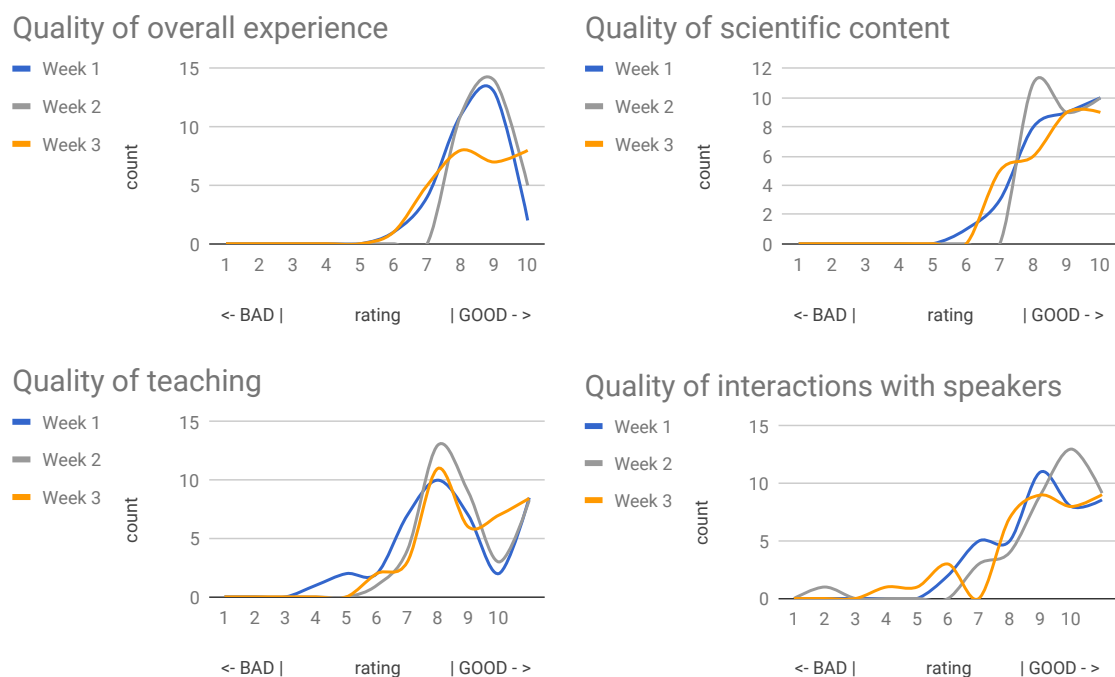 Quality of overall experience
Week 1
Week 2
Week 3
count
15
10
5
0
1 2 3 4 5 6 7 8 9 10
<- BAD | rating | GOOD - >
Quality of scientific content
Week 1
Week 2
Week 3
count
12
10
8
6
4
2
0
1 2 3 4 5 6 7 8 9 10
<- BAD | rating | GOOD - >
Quality of teaching
Week 1
Week 2
Week 3
count
15
10
5
0
1 2 3 4 5 6 7 8 9 10
<- BAD | rating | GOOD - >
Quality of interactions with speakers
Week 1
Week 2
Week 3
count
15
10
5
0
1 2 3 4 5 6 7 8 9 10
<- BAD | rating | GOOD - >